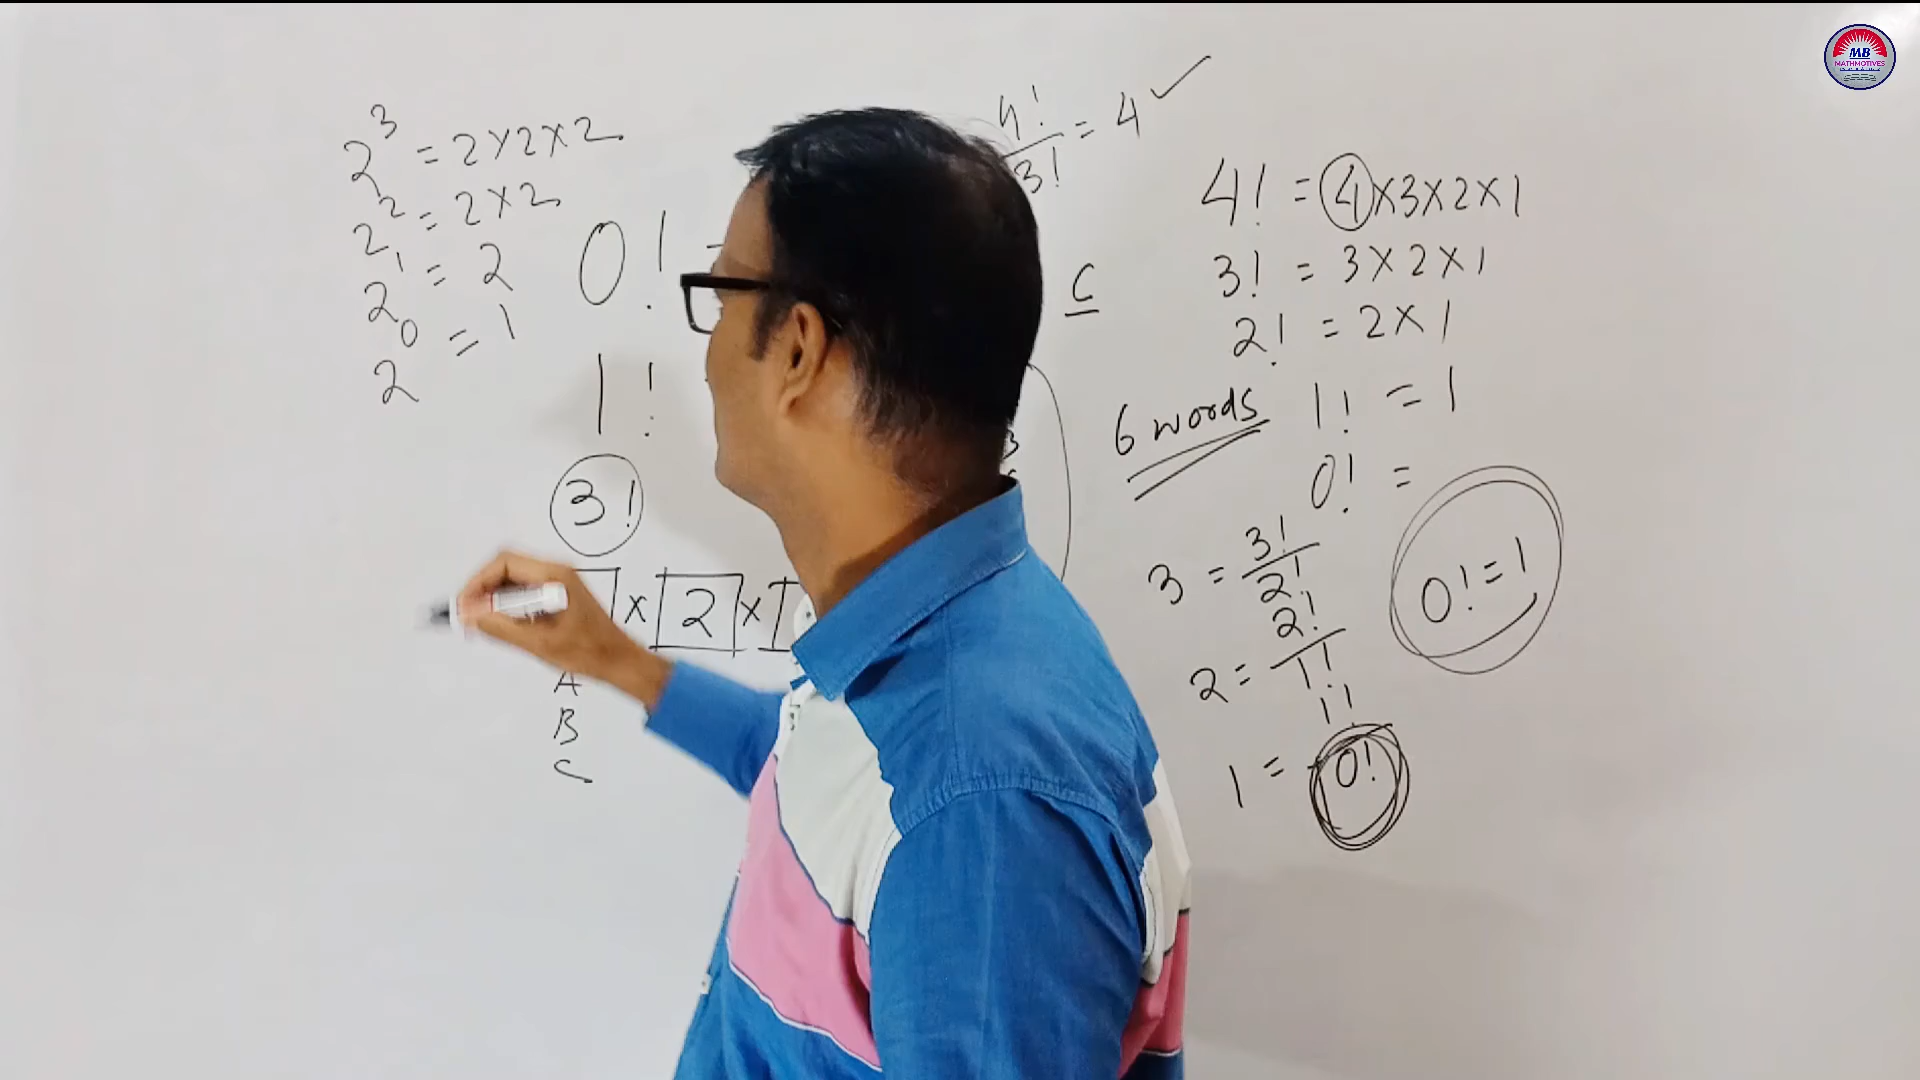 2³ = 2×2×2
2² = 2×2
2¹ = 2
2⁰ = 1
0!
1!
3!
× 2 ×
A
B
C
4!/3! = 4 ✓
C
6 words
4! = 4×3×2×1
3! = 3×2×1
2! = 2×1
1! = 1
0! =
3 = 3!/2!
2 = 2!/1!
1 = 1!/0!
0! = 1
MB
MATHMOTIVES